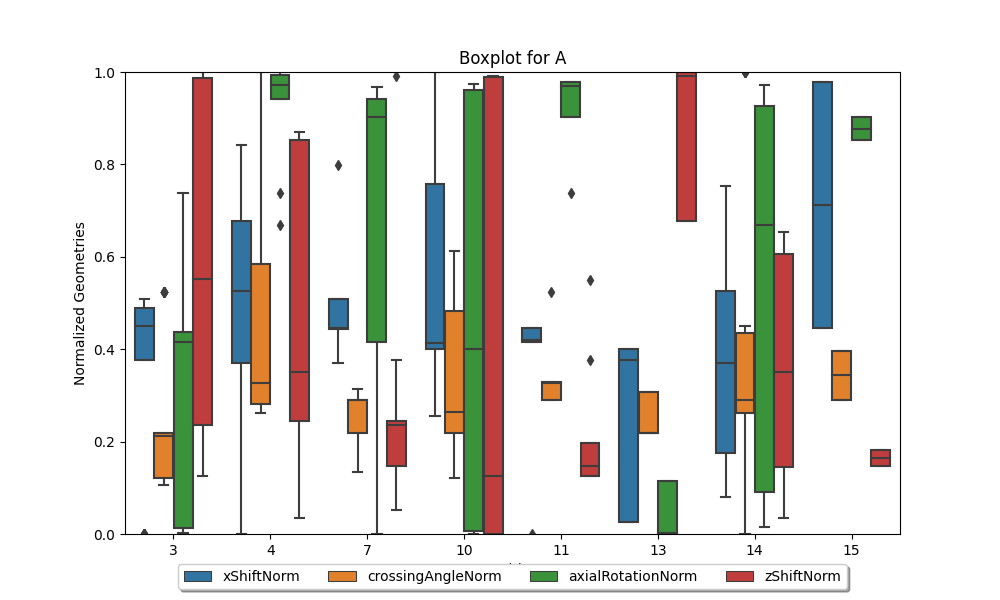 Boxplot for A
Normalized Geometries
1.0
0.8
0.6
0.4
0.2
0.0
3 4 7 10 11 13 14 15
xShiftNorm crossingAngleNorm axialRotationNorm zShiftNorm